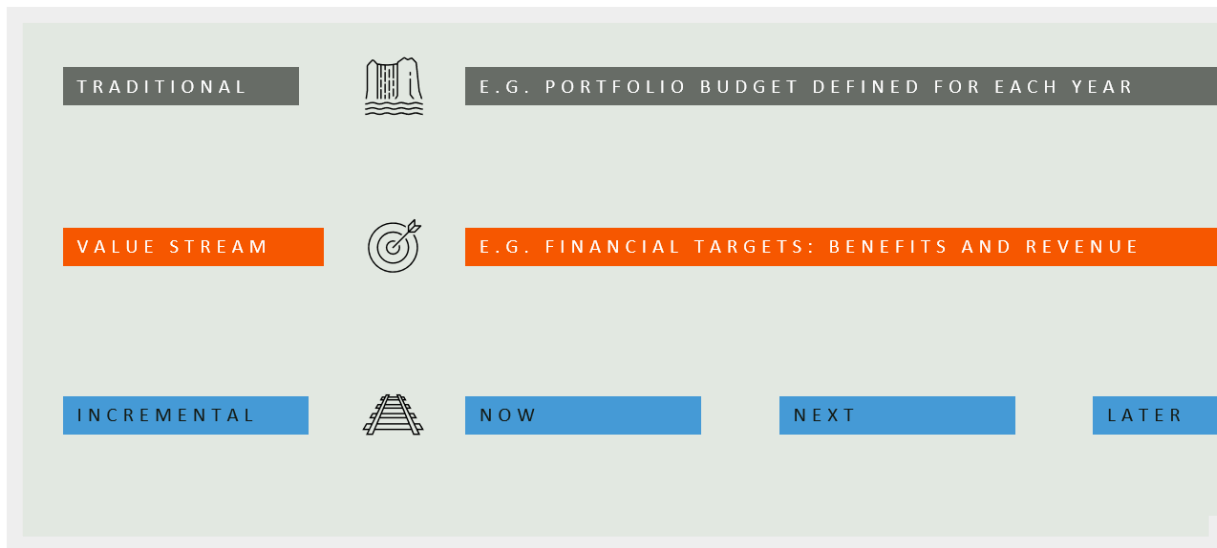 TRADITIONAL
E.G. PORTFOLIO BUDGET DEFINED FOR EACH YEAR
VALUE STREAM
E.G. FINANCIAL TARGETS: BENEFITS AND REVENUE
INCREMENTAL
NOW
NEXT
LATER